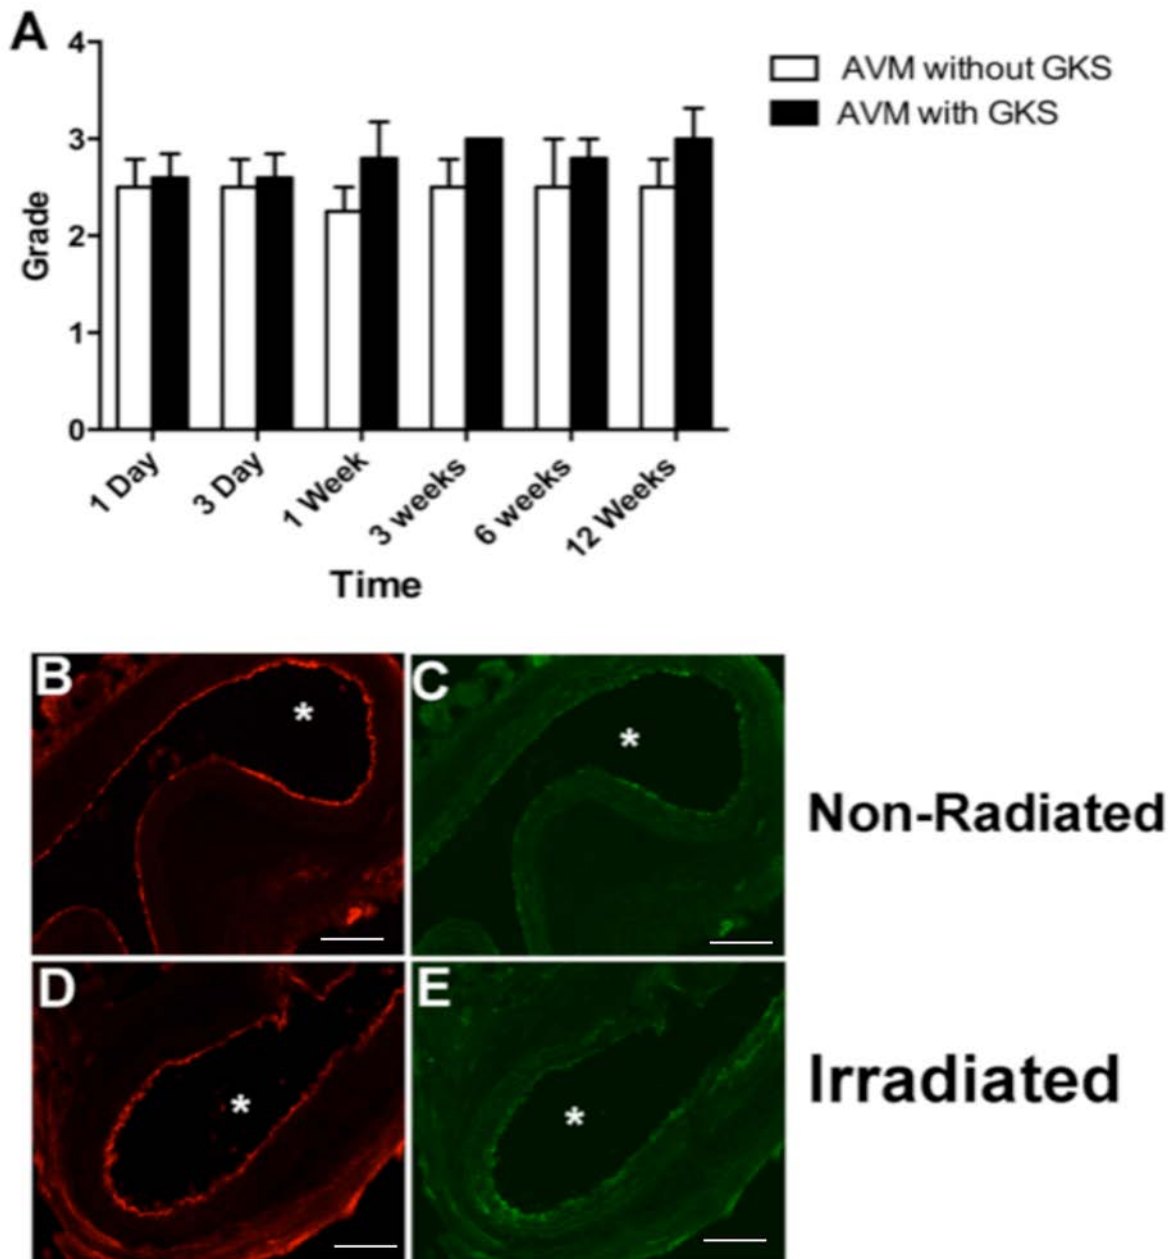 A
4
3
2
1
0
Grade
AVM without GKS
AVM with GKS
1 Day
3 Day
1 Week
3 weeks
6 weeks
12 Weeks
Time
B
*
C
*
Non-Radiated
D
*
E
*
Irradiated